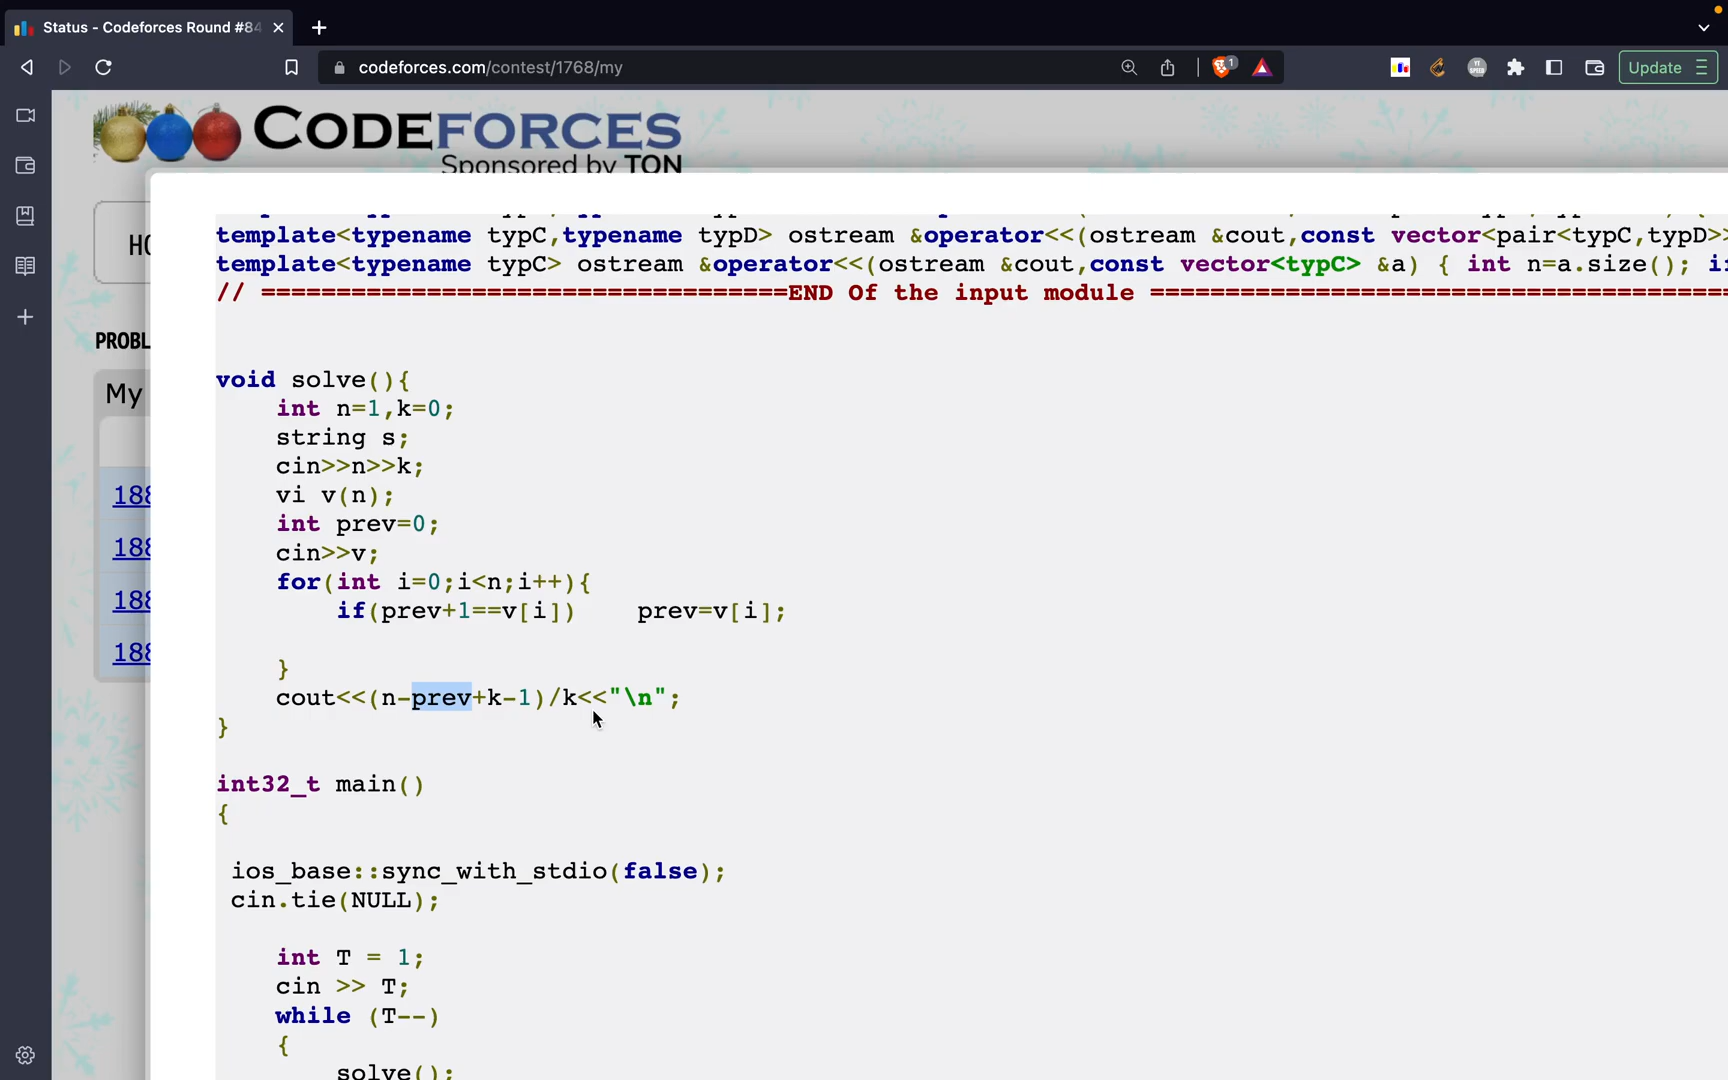 Status - Codeforces Round #84
codeforces.com/contest/1768/my
1
YT SPEED
Update
CODEFORCES
Sponsored by TON
HO
PROBL
My
188
188
188
188
template<typename typC,typename typD> ostream &operator<<(ostream &cout,const vector<pair<typC,typD>>
template<typename typC> ostream &operator<<(ostream &cout,const vector<typC> &a) { int n=a.size(); if
// ===================================END Of the input module ======================================
void solve(){
int n=1,k=0;
string s;
cin>>n>>k;
vi v(n);
int prev=0;
cin>>v;
for(int i=0;i<n;i++){
if(prev+1==v[i]) prev=v[i];
}
cout<<(n-prev+k-1)/k<<"\n";
}
int32_t main()
{
ios_base::sync_with_stdio(false);
cin.tie(NULL);
int T = 1;
cin >> T;
while (T--)
{
solve();